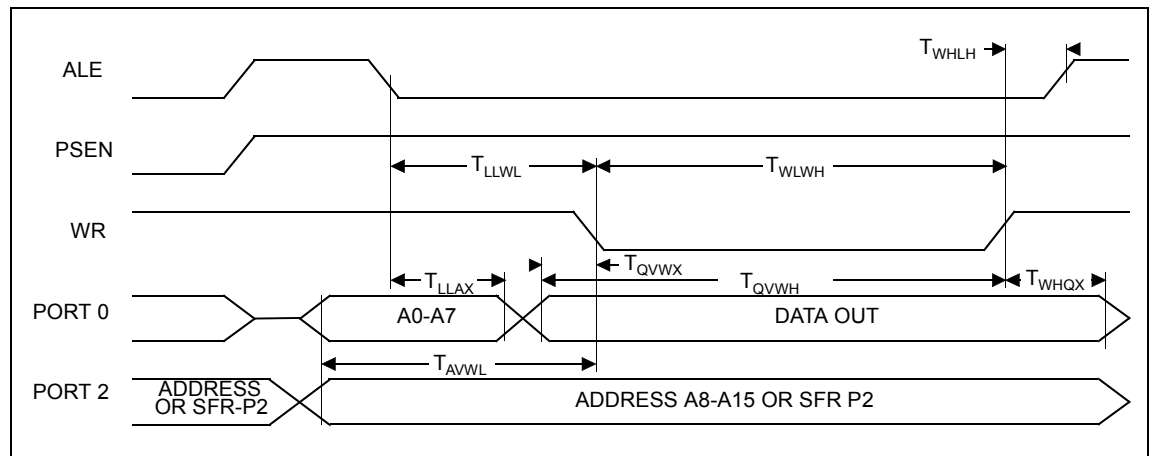 ALE
T_WHLH
PSEN
T_LLWL
T_WLWH
WR
T_LLAX
T_QVWX
T_QVWH
T_WHQX
PORT 0
A0-A7
DATA OUT
T_AVWL
PORT 2
ADDRESS
OR SFR-P2
ADDRESS A8-A15 OR SFR P2